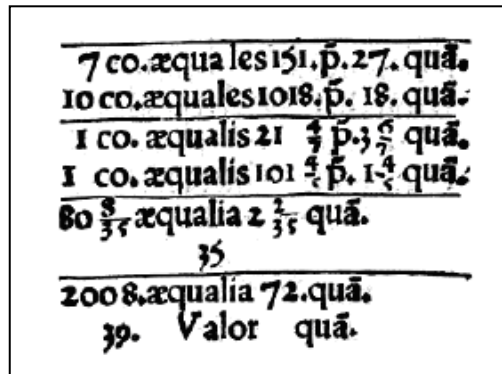 7 co. æquales 151. p̃. 27. quã.
10 co. æquales 1018. p̃. 18. quã.
1 co. æqualis 21 4/7 p̃. 3 6/7 quã.
1 co. æqualis 101 4/5 p̃. 1 4/5 quã.
80 8/35 æqualia 2 2/35 quã.
35
2008. æqualia 72. quã.
39. Valor quã.